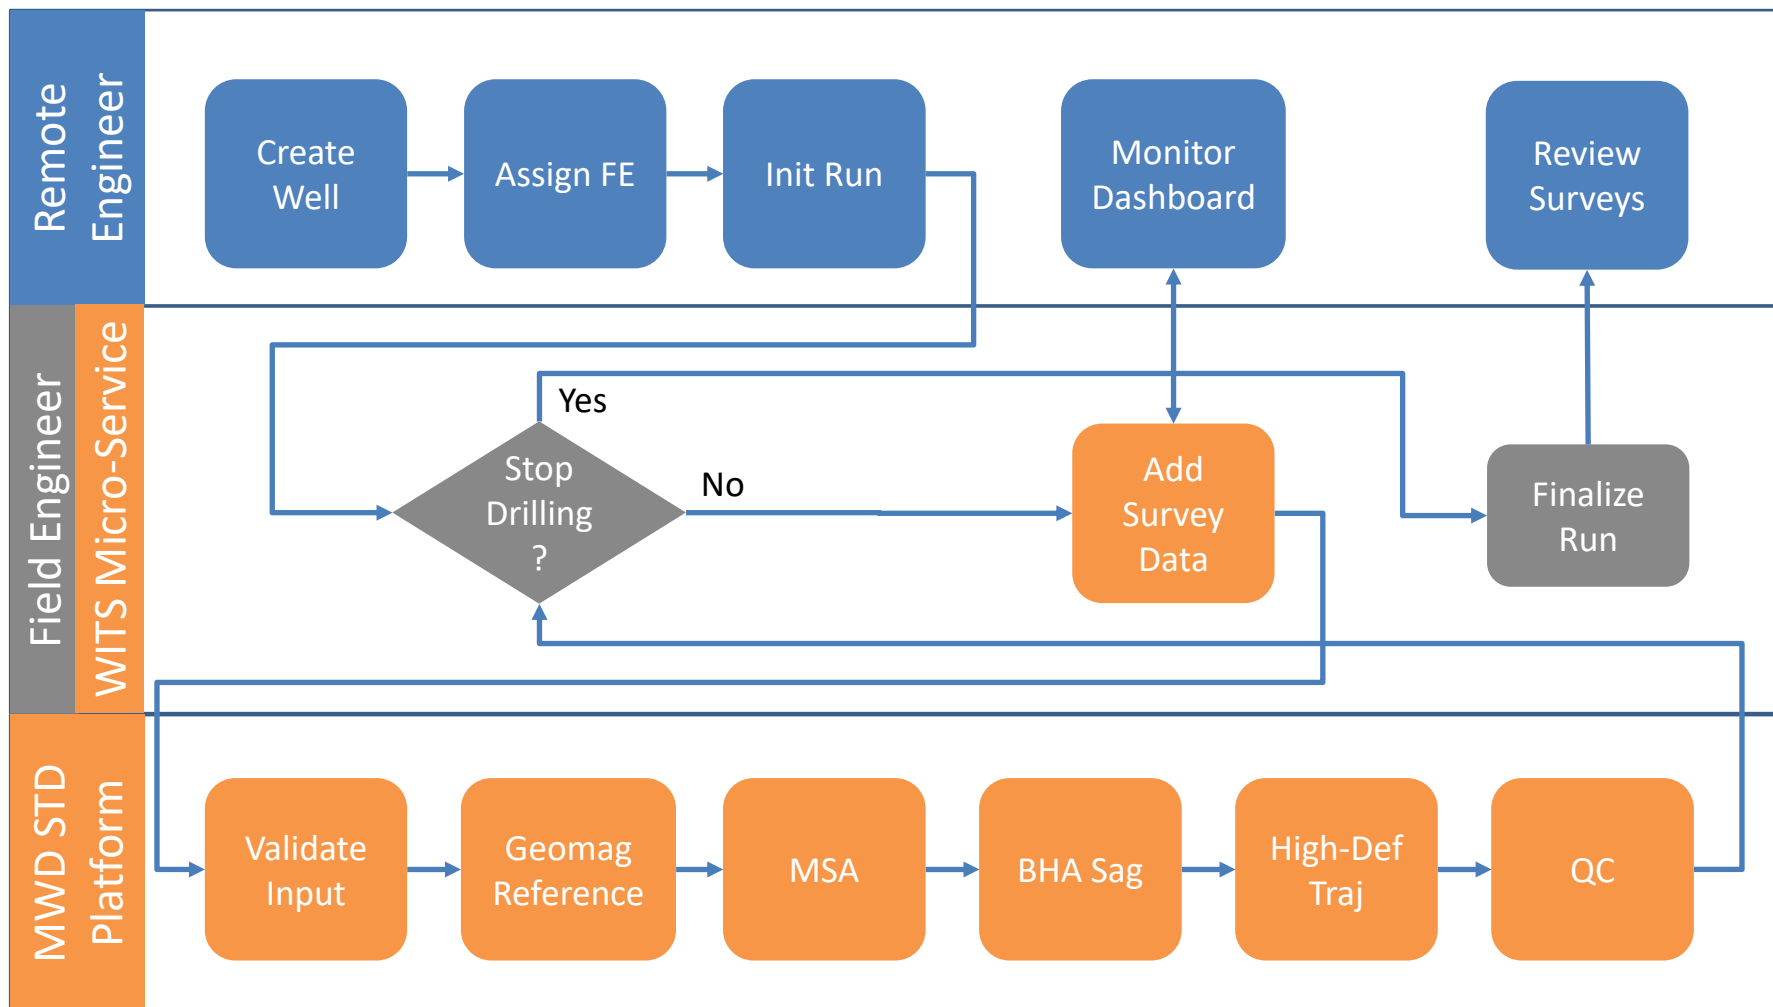 Remote
Engineer
Create
Well
Assign FE
Init Run
Monitor
Dashboard
Review
Surveys
Field Engineer
WITS Micro-Service
Yes
Stop
Drilling
?
No
Add
Survey
Data
Finalize
Run
MWD STD
Platform
Validate
Input
Geomag
Reference
MSA
BHA Sag
High-Def
Traj
QC